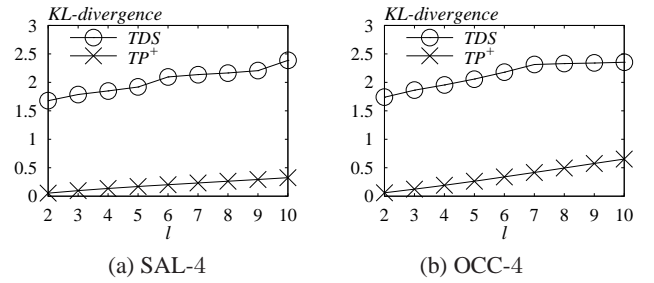 KL-divergence
3
2.5
2
1.5
1
0.5
0
TDS
TP+
2 3 4 5 6 7 8 9 10
l
(a) SAL-4
KL-divergence
3
2.5
2
1.5
1
0.5
0
TDS
TP+
2 3 4 5 6 7 8 9 10
l
(b) OCC-4